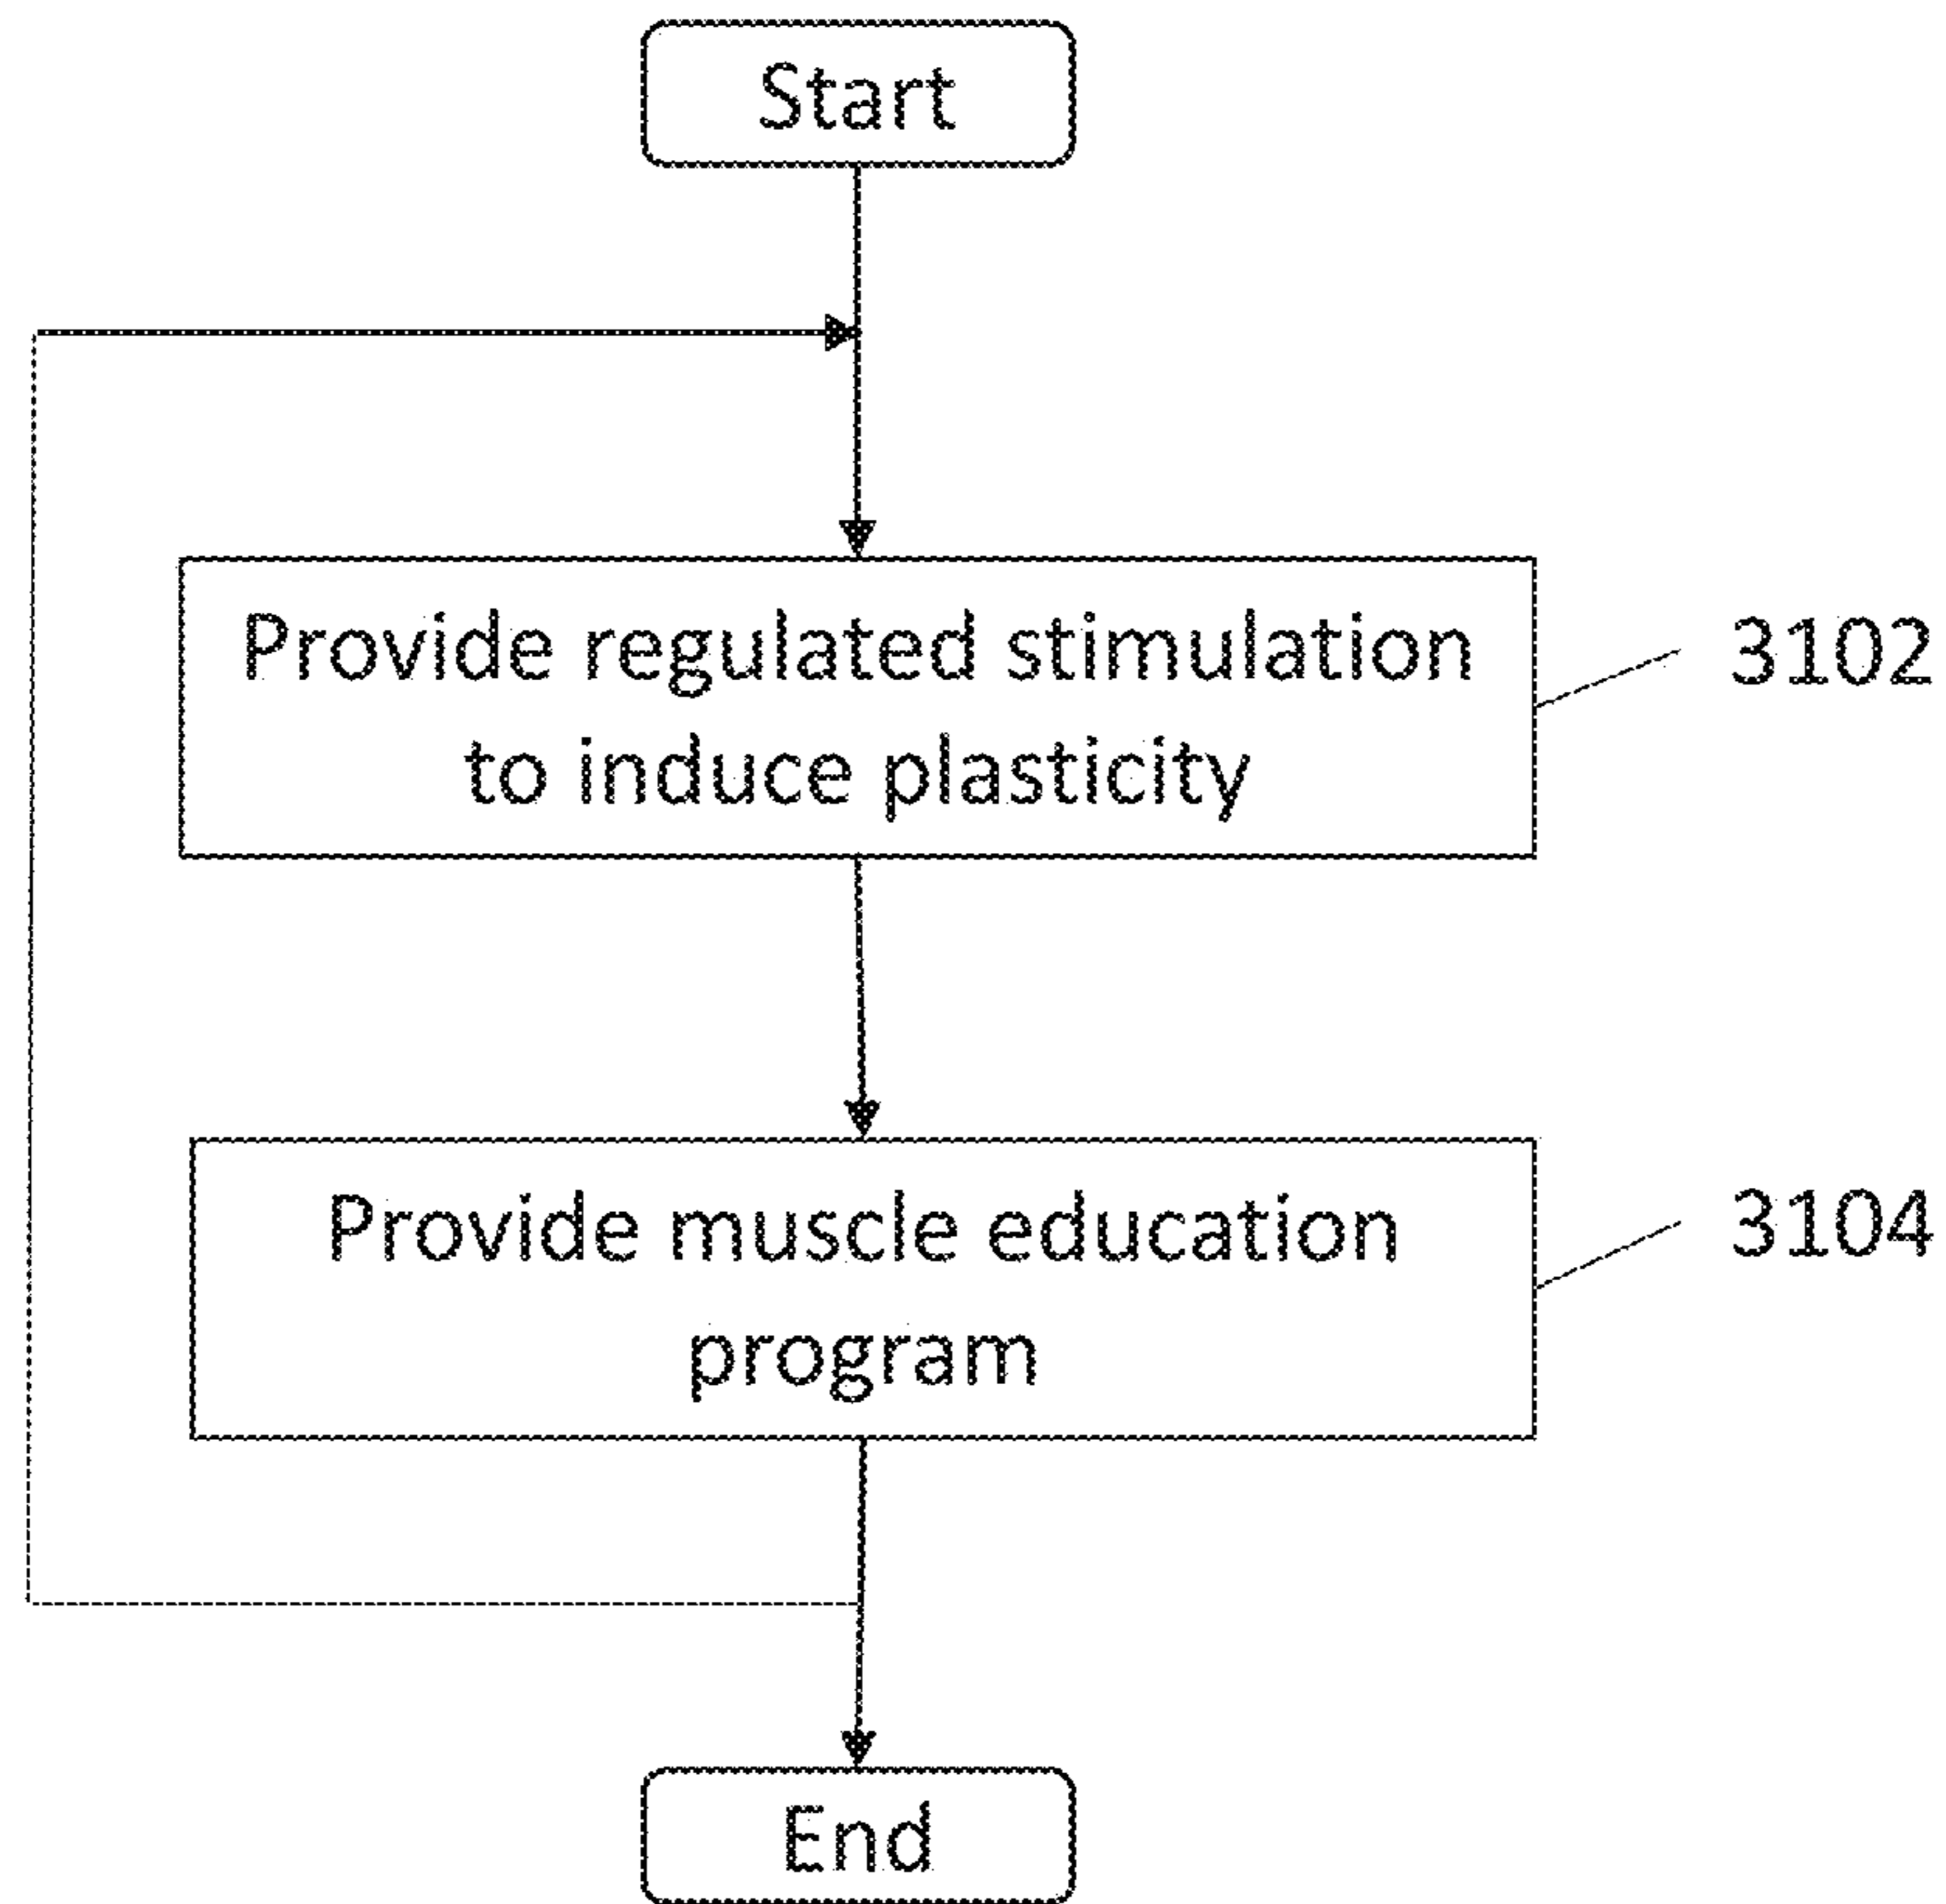 Start
Provide regulated stimulation
to induce plasticity
3102
Provide muscle education
program
3104
End